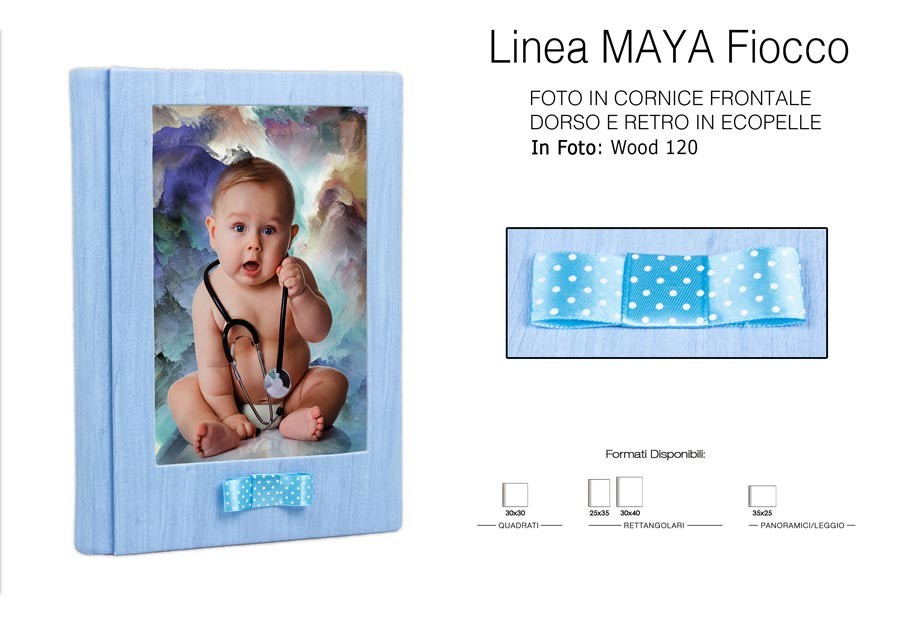 Linea MAYA Fiocco
FOTO IN CORNICE FRONTALE
DORSO E RETRO IN ECOPELLE
In Foto: Wood 120
Formati Disponibili:
30x30
QUADRATI
25x35 30x40
RETTANGOLARI
35x25
PANORAMICI/LEGGIO